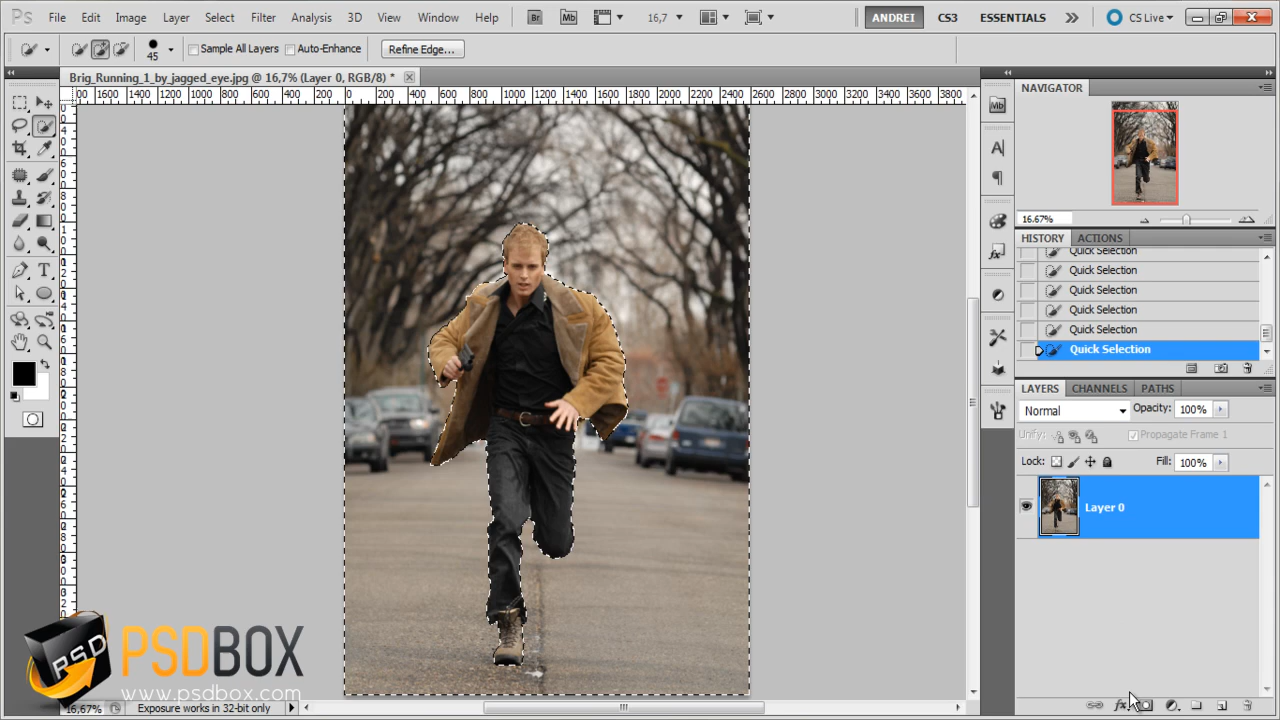 Ps File Edit Image Layer Select Filter Analysis 3D View Window Help Br Mb 16,7 ANDREI CS3 ESSENTIALS CS Live
45 Sample All Layers Auto-Enhance Refine Edge...
Brig_Running_1_by_jagged_eye.jpg @ 16,7% (Layer 0, RGB/8) *
1600 1400 1200 1000 800 600 400 200 0 200 400 600 800 1000 1200 1400 1600 1800 2000 2200 2400 2600 2800 3000 3200 3400 3600 3800
NAVIGATOR
Mb
16.67%
HISTORY ACTIONS
Quick Selection
Quick Selection
Quick Selection
Quick Selection
Quick Selection
Quick Selection
LAYERS CHANNELS PATHS
Normal Opacity: 100%
Unify: Propagate Frame 1
Lock: Fill: 100%
Layer 0
PSD
PSDBOX
www.psdbox.com
16,67% Exposure works in 32-bit only